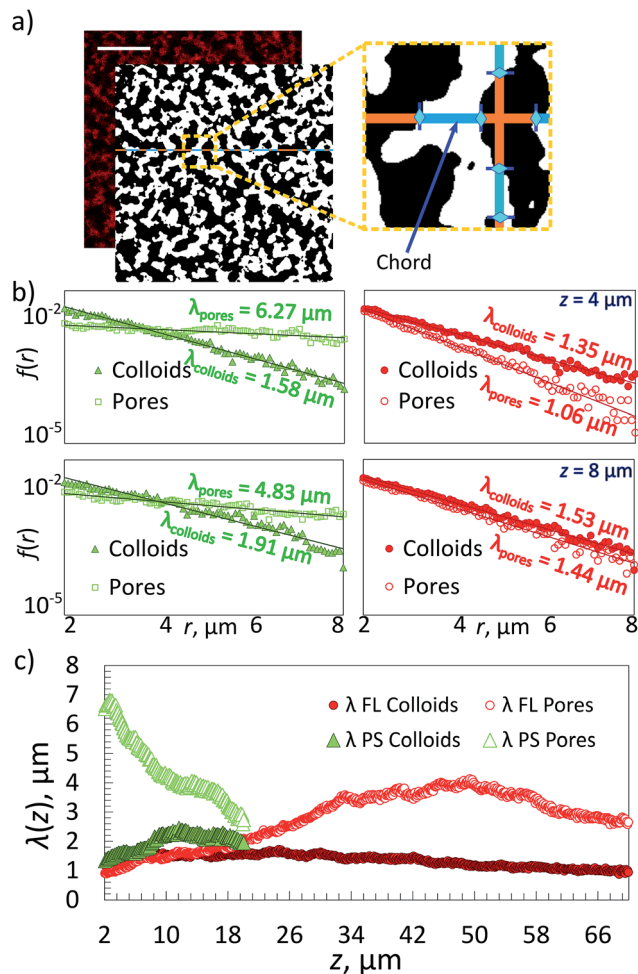 a)
Chord
b)
10⁻²
f(r)
10⁻⁵
λpores = 6.27 µm
Colloids
λcolloids = 1.58 µm
Pores
z = 4 µm
λcolloids = 1.35 µm
Colloids
λpores = 1.06 µm
Pores
10⁻²
f(r)
10⁻⁵
λpores = 4.83 µm
λcolloids = 1.91 µm
Colloids
Pores
2 4 r, µm 6 8
z = 8 µm
λcolloids = 1.53 µm
Colloids
λpores = 1.44 µm
Pores
2 4 r, µm 6 8
c)
8
7
6
5
4
3
2
1
0
λ(z), µm
λ FL Colloids λ FL Pores
λ PS Colloids λ PS Pores
2 10 18 26 34 42 50 58 66
z, µm